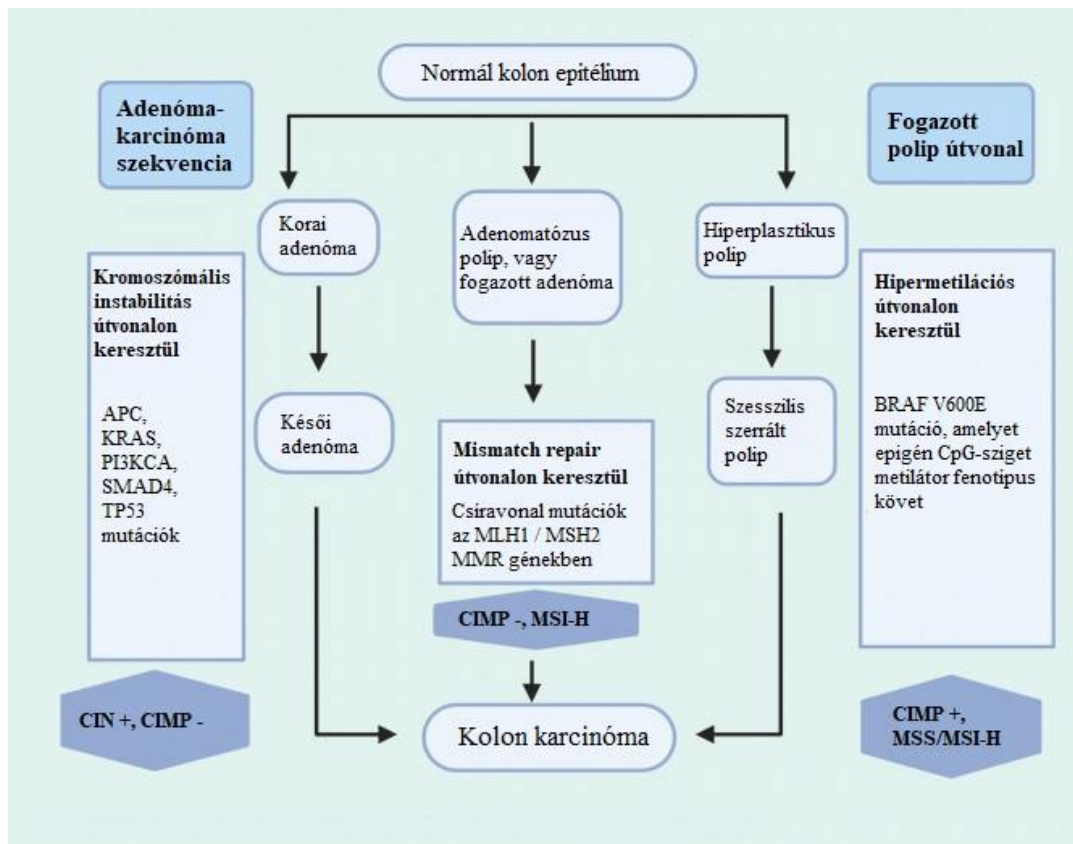 Normál kolon epitélium
Adenóma-
karcinóma
szekvencia
Fogazott
polip útvonal
Korai
adenóma
Adenomatózus
polip, vagy
fogazott adenóma
Hiperplasztikus
polip
Kromoszómális
instabilitás
útvonalon
keresztül
APC,
KRAS,
PI3KCA,
SMAD4,
TP53
mutációk
Hipermetilációs
útvonalon
keresztül
BRAF V600E
mutáció, amelyet
epigén CpG-sziget
metilátor fenotípus
követ
Késői
adenóma
Mismatch repair
útvonalon keresztül
Csíravonal mutációk
az MLH1 / MSH2
MMR génekben
Szesszilis
szerrált
polip
CIMP -, MSI-H
CIN +, CIMP -
Kolon karcinóma
CIMP +,
MSS/MSI-H